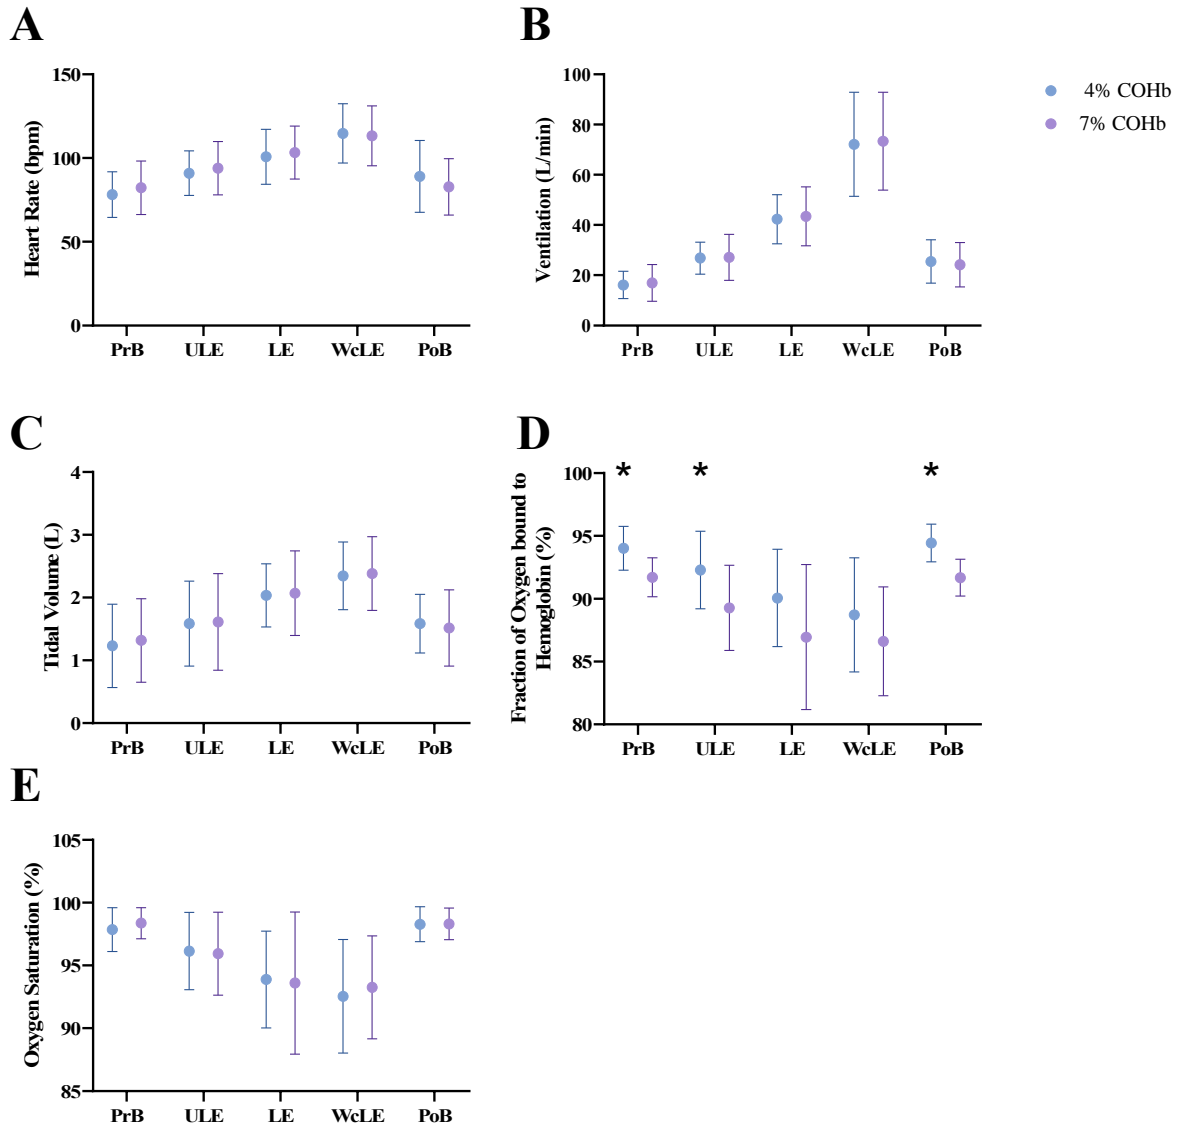 A
Heart Rate (bpm)
150
100
50
0
PrB ULE LE WcLE PoB
B
Ventilation (L/min)
100
80
60
40
20
0
PrB ULE LE WcLE PoB
4% COHb
7% COHb
C
Tidal Volume (L)
4
3
2
1
0
PrB ULE LE WcLE PoB
D
Fraction of Oxygen bound to
Hemoglobin (%)
100
95
90
85
80
* * *
PrB ULE LE WcLE PoB
E
Oxygen Saturation (%)
105
100
95
90
85
PrB ULE LE WcLE PoB